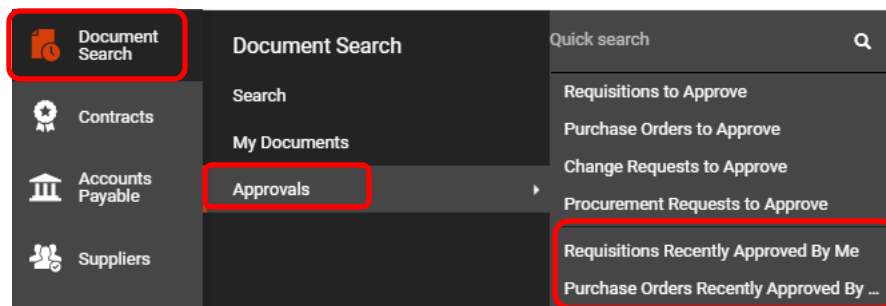 Document
Search
Contracts
Accounts
Payable
Suppliers
Document Search
Search
My Documents
Approvals
Quick search
Requisitions to Approve
Purchase Orders to Approve
Change Requests to Approve
Procurement Requests to Approve
Requisitions Recently Approved By Me
Purchase Orders Recently Approved By ...